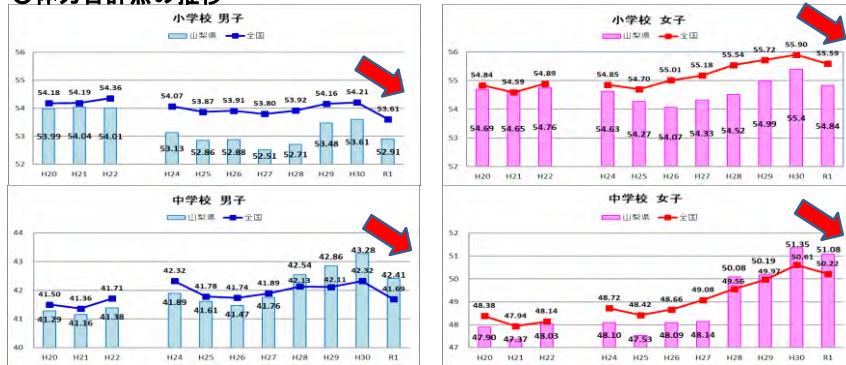 〇体力合計点の推移
小学校 男子
山梨県 全国
56
55
54
53
52
54.18 54.19 54.36 54.07 53.87 53.91 53.80 53.92 54.16 54.21 53.61
53.99 54.04 54.01 53.13 52.86 52.88 52.51 52.71 53.48 53.61 52.91
H20 H21 H22 H24 H25 H26 H27 H28 H29 H30 R1
小学校 女子
山梨県 全国
56
55
54
53
52
54.84 54.59 54.89 54.85 54.70 55.01 55.18 55.54 55.72 55.90 55.59
54.69 54.65 54.76 54.63 54.27 54.07 54.33 54.52 54.99 55.4 54.84
H20 H21 H22 H24 H25 H26 H27 H28 H29 H30 R1
中学校 男子
山梨県 全国
44
43
42
41
40
41.50 41.36 41.71 42.32 41.78 41.74 41.89 42.13 42.11 42.32 41.69
41.29 41.16 41.38 41.89 41.61 41.47 41.76 42.54 42.86 43.28 42.41
H20 H21 H22 H24 H25 H26 H27 H28 H29 H30 R1
中学校 女子
山梨県 全国
52
51
50
49
48
47
48.38 47.94 48.14 48.72 48.42 48.66 49.08 49.56 49.97 50.61 50.22
47.90 47.37 48.03 48.10 47.53 48.09 48.14 50.08 50.19 51.35 51.08
H20 H21 H22 H24 H25 H26 H27 H28 H29 H30 R1